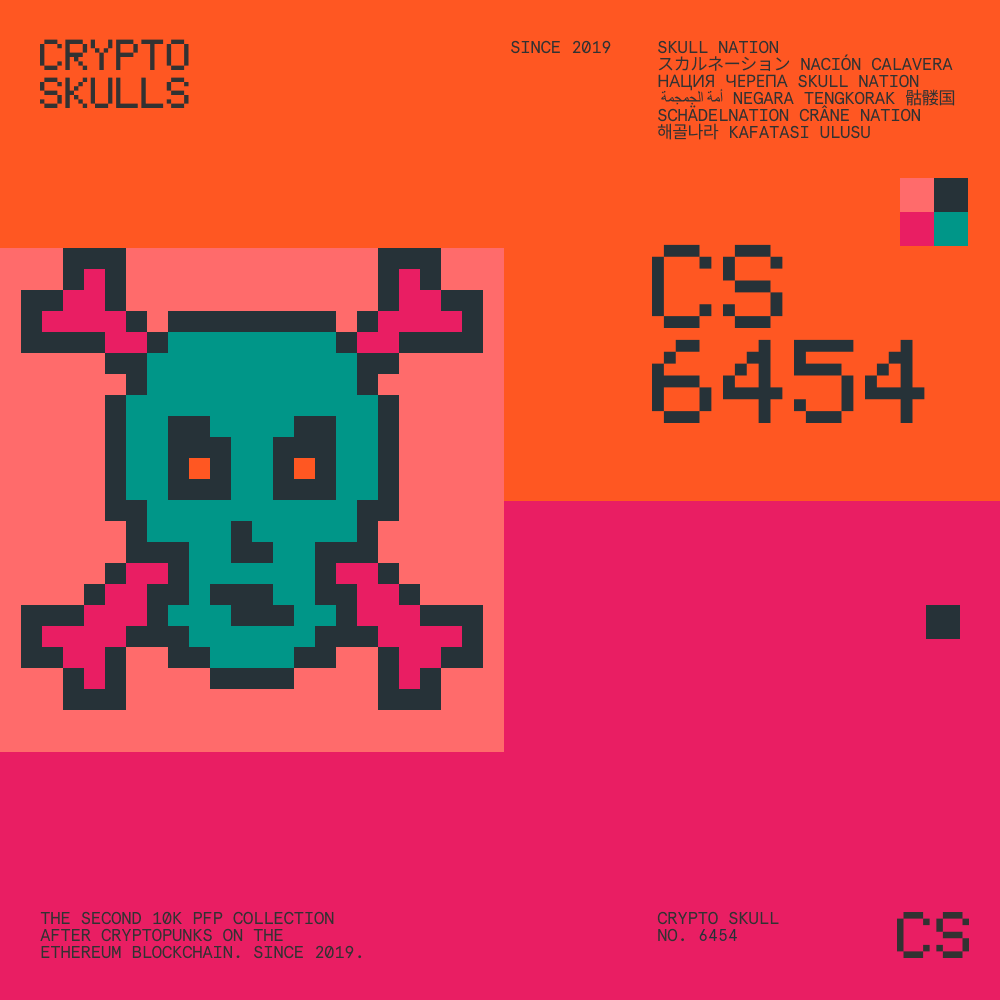 CRYPTO
SKULLS
SINCE 2019
SKULL NATION
スカルネーション NACIÓN CALAVERA
НАЦИЯ ЧЕРЕПА SKULL NATION
أمة الجمجمة NEGARA TENGKORAK 骷髅国
SCHÄDELNATION CRÂNE NATION
해골나라 KAFATASI ULUSU
CS
6454
THE SECOND 10K PFP COLLECTION
AFTER CRYPTOPUNKS ON THE
ETHEREUM BLOCKCHAIN. SINCE 2019.
CRYPTO SKULL
NO. 6454
CS